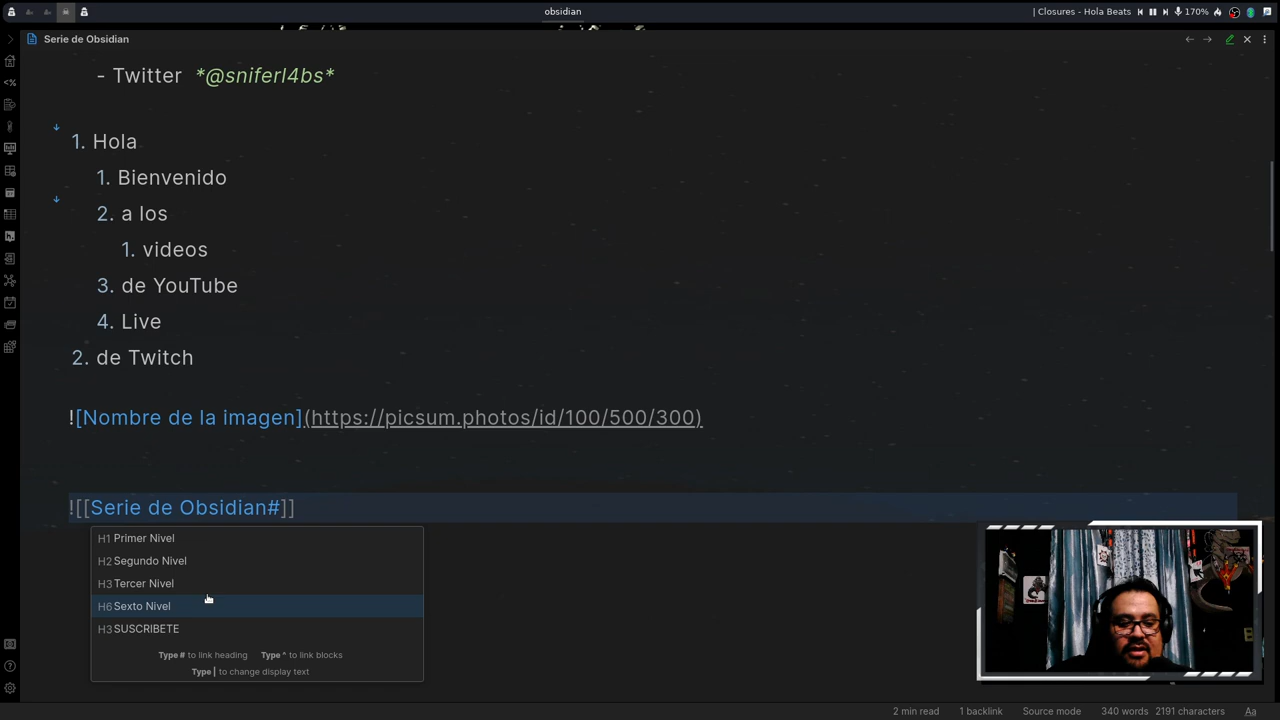 obsidian
| Closures - Hola Beats
170%
Serie de Obsidian
- Twitter *@sniferl4bs*
1. Hola
1. Bienvenido
2. a los
1. videos
3. de YouTube
4. Live
2. de Twitch
![Nombre de la imagen](https://picsum.photos/id/100/500/300)
![[Serie de Obsidian#]]
H1 Primer Nivel
H2 Segundo Nivel
H3 Tercer Nivel
H6 Sexto Nivel
H3 SUSCRIBETE
Type # to link heading Type ^ to link blocks
Type | to change display text
2 min read 1 backlink Source mode 340 words 2191 characters Aa